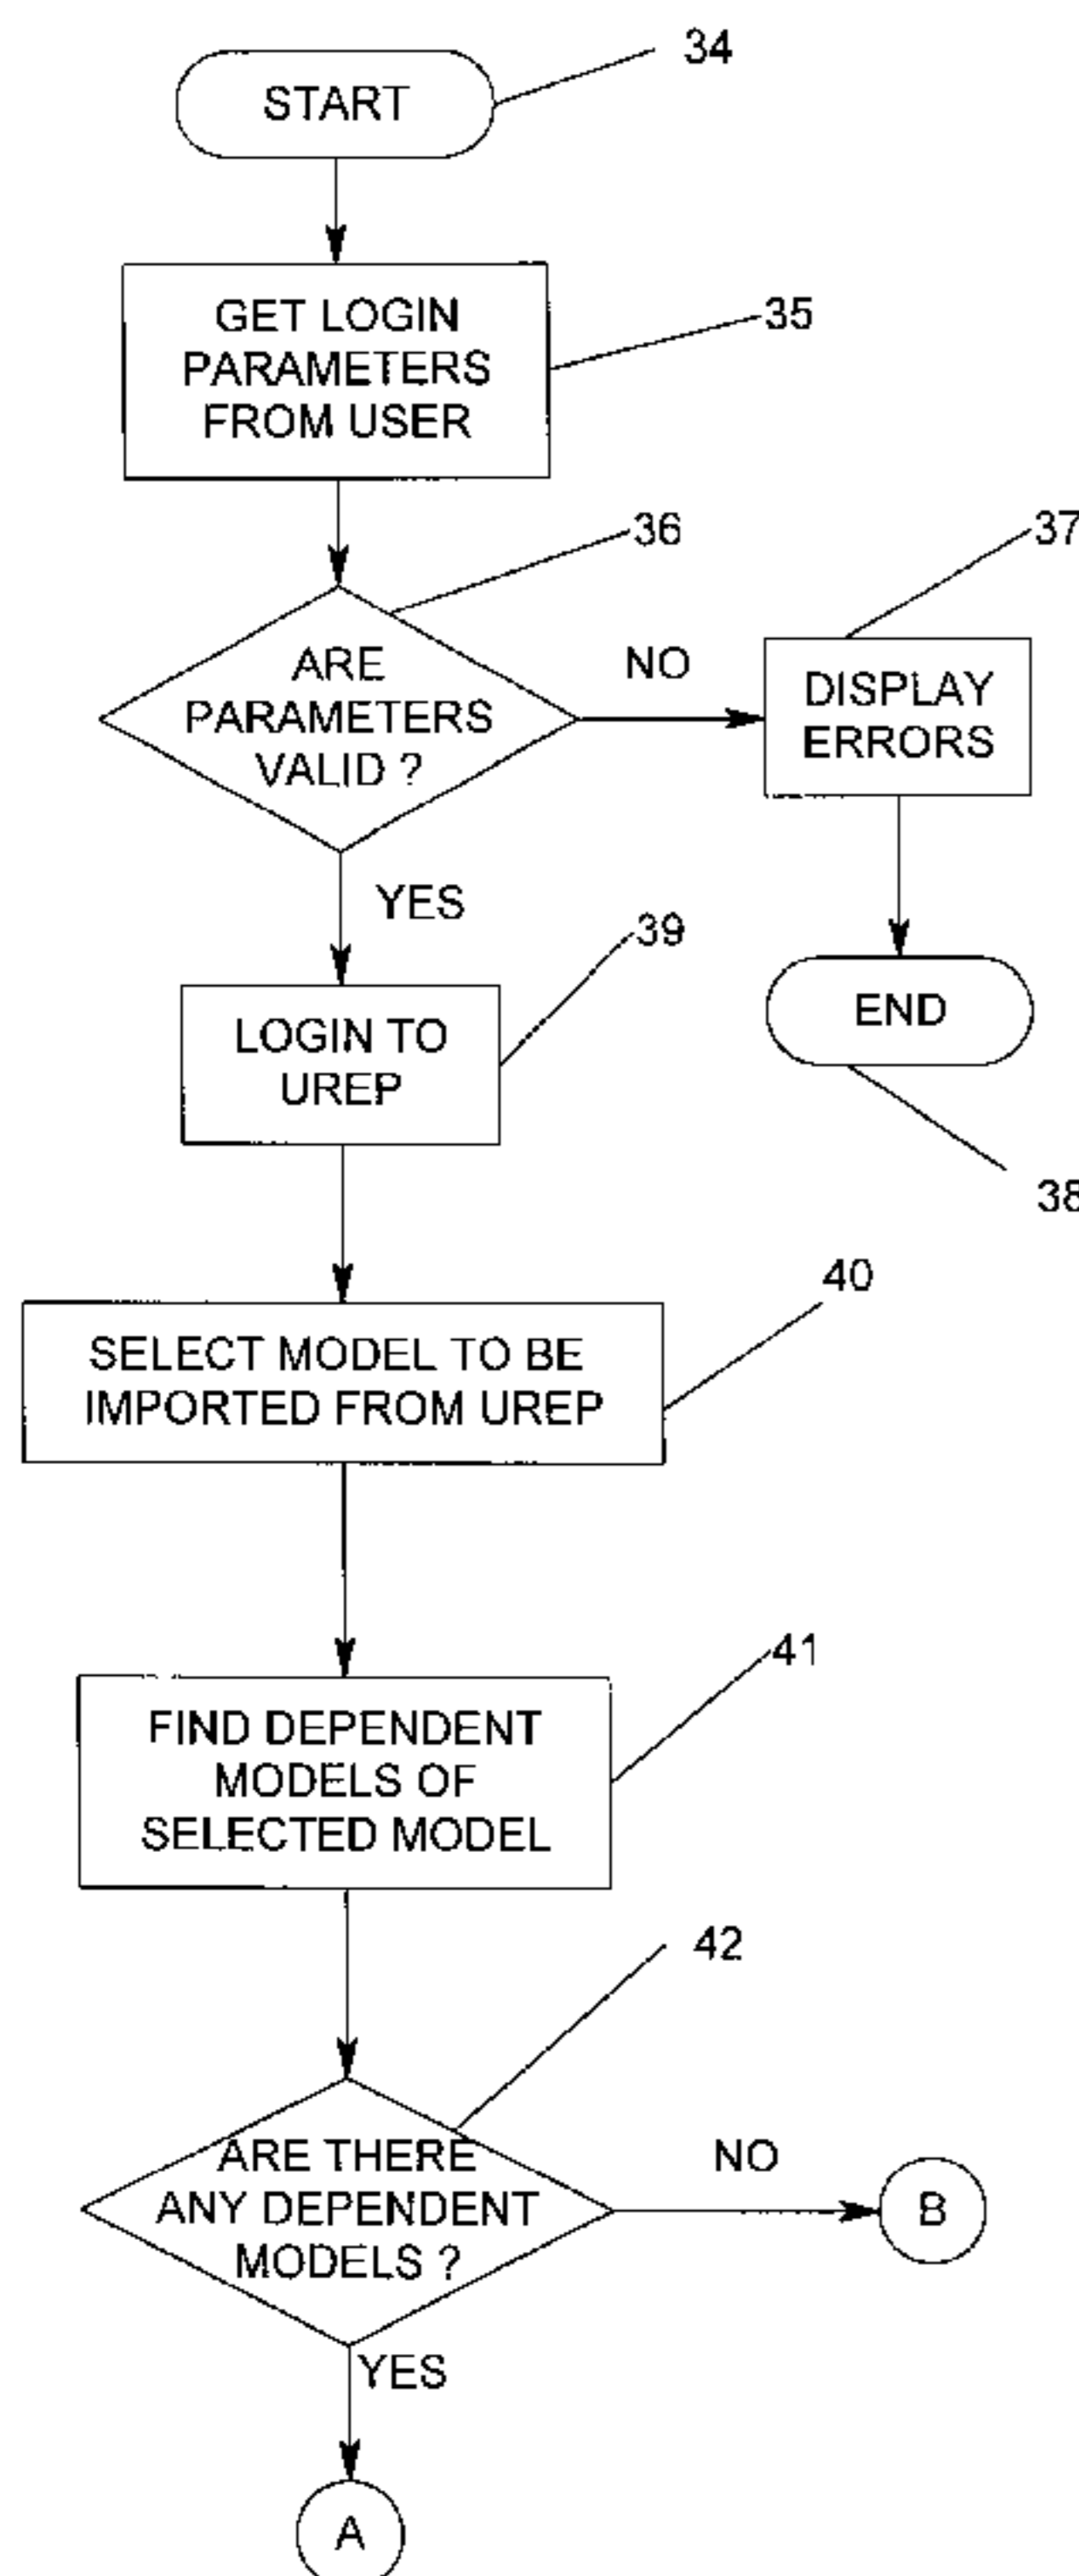 34
START
GET LOGIN
PARAMETERS
FROM USER
35
36
37
ARE
PARAMETERS
VALID ?
NO
DISPLAY
ERRORS
YES
39
LOGIN TO
UREP
END
38
40
SELECT MODEL TO BE
IMPORTED FROM UREP
41
FIND DEPENDENT
MODELS OF
SELECTED MODEL
42
ARE THERE
ANY DEPENDENT
MODELS ?
NO
B
YES
A